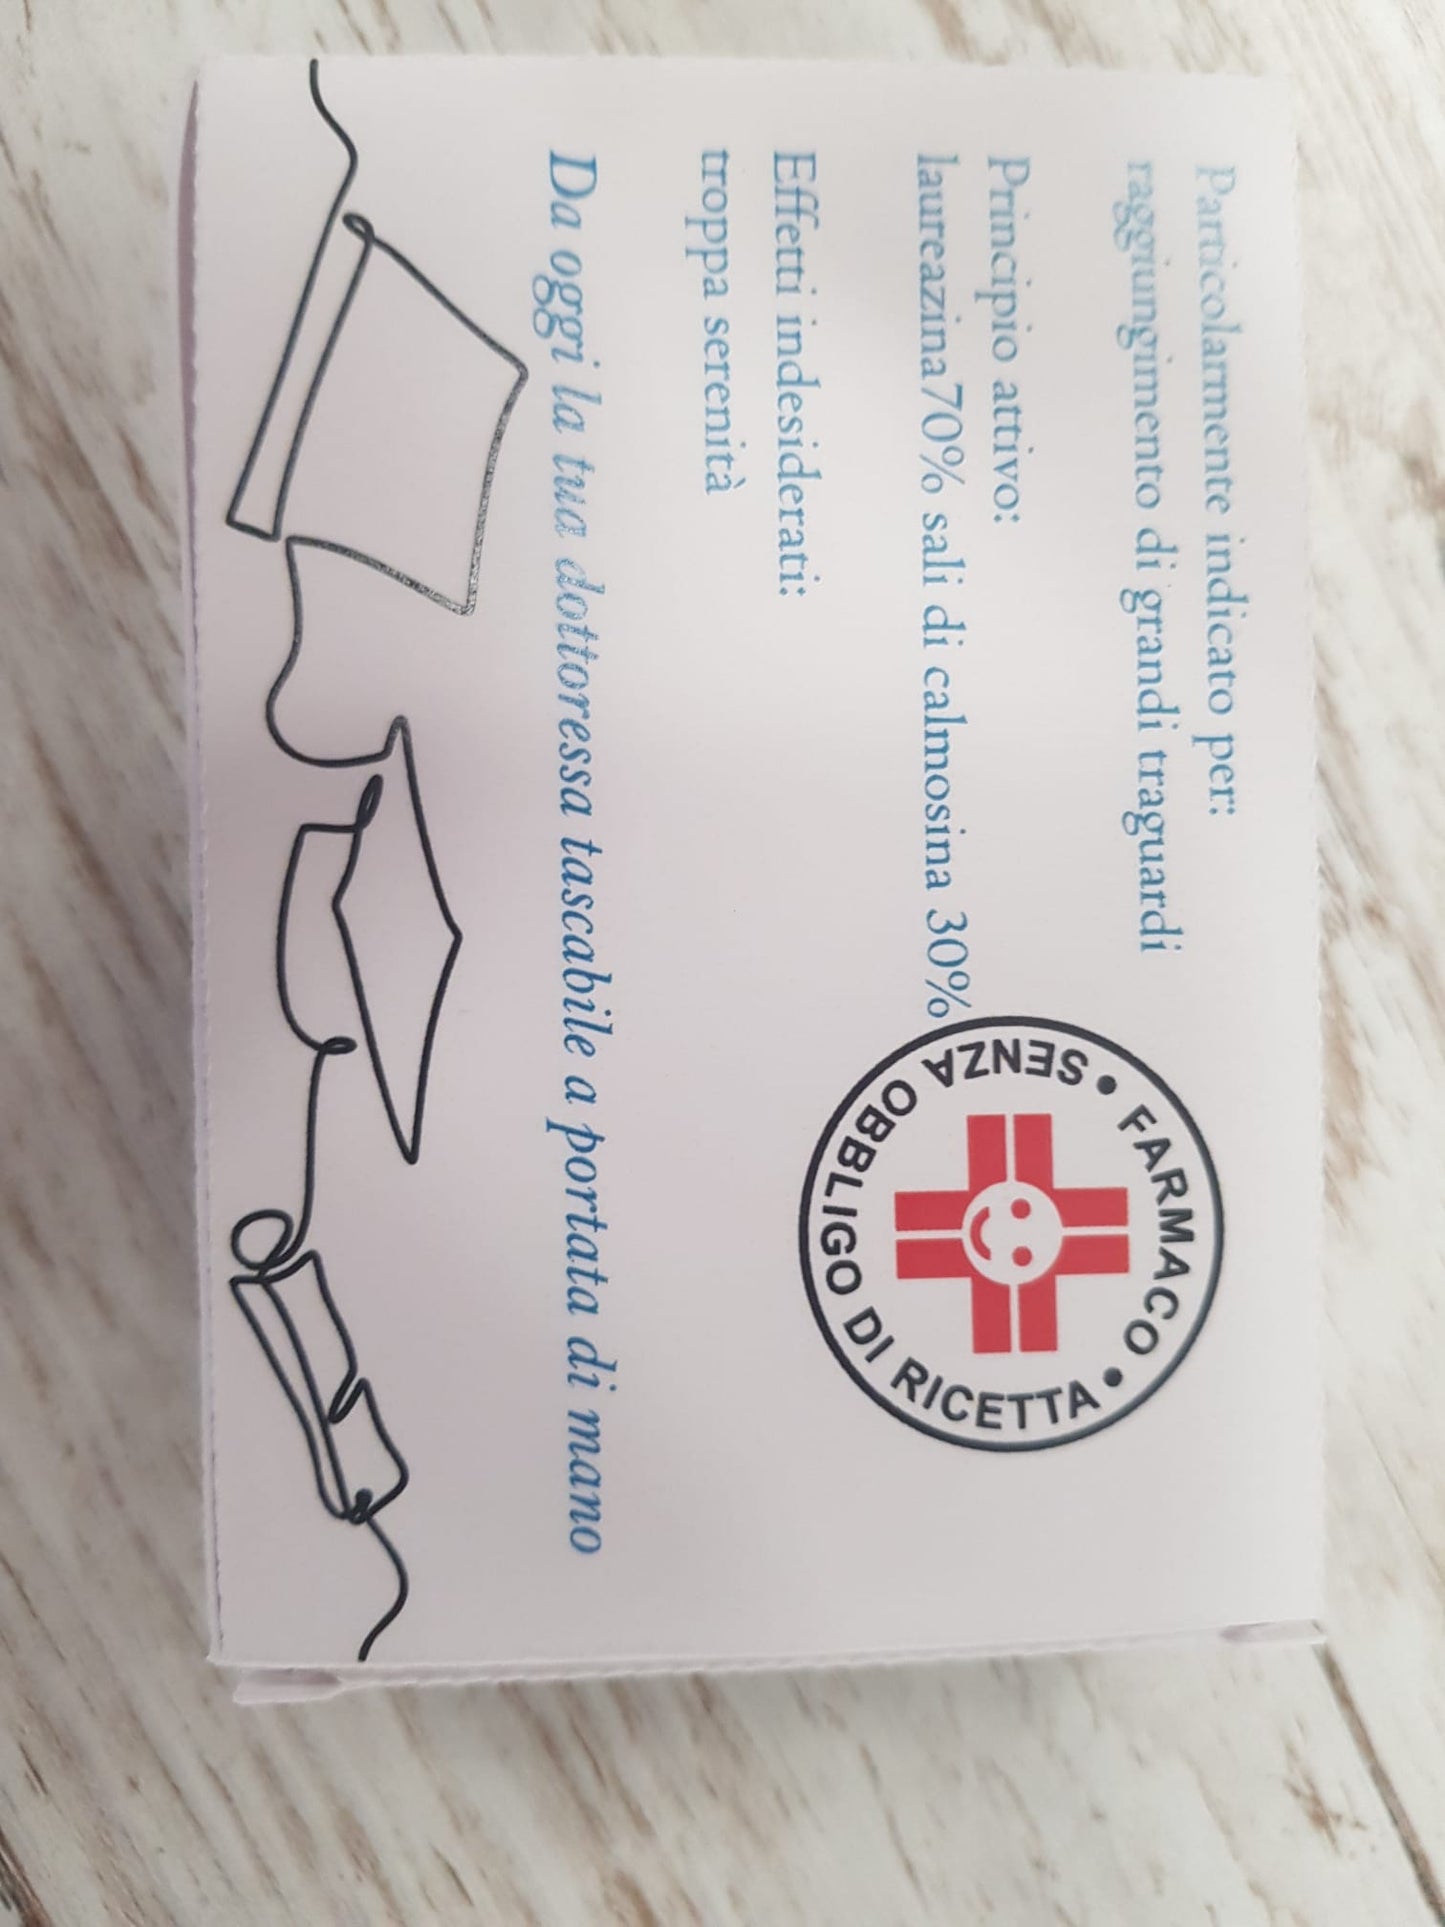 Particolarmente indicato per::
raggiungimento di grandi traguardi
Principio attivo:
laureazina70% sali di calmosina 30%
Effetti indesiderati:
troppa serenità
Da oggi la tua dottoressa tascabile a portata di mano
• FARMACO •
SENZA OBBLIGO DI RICETTA